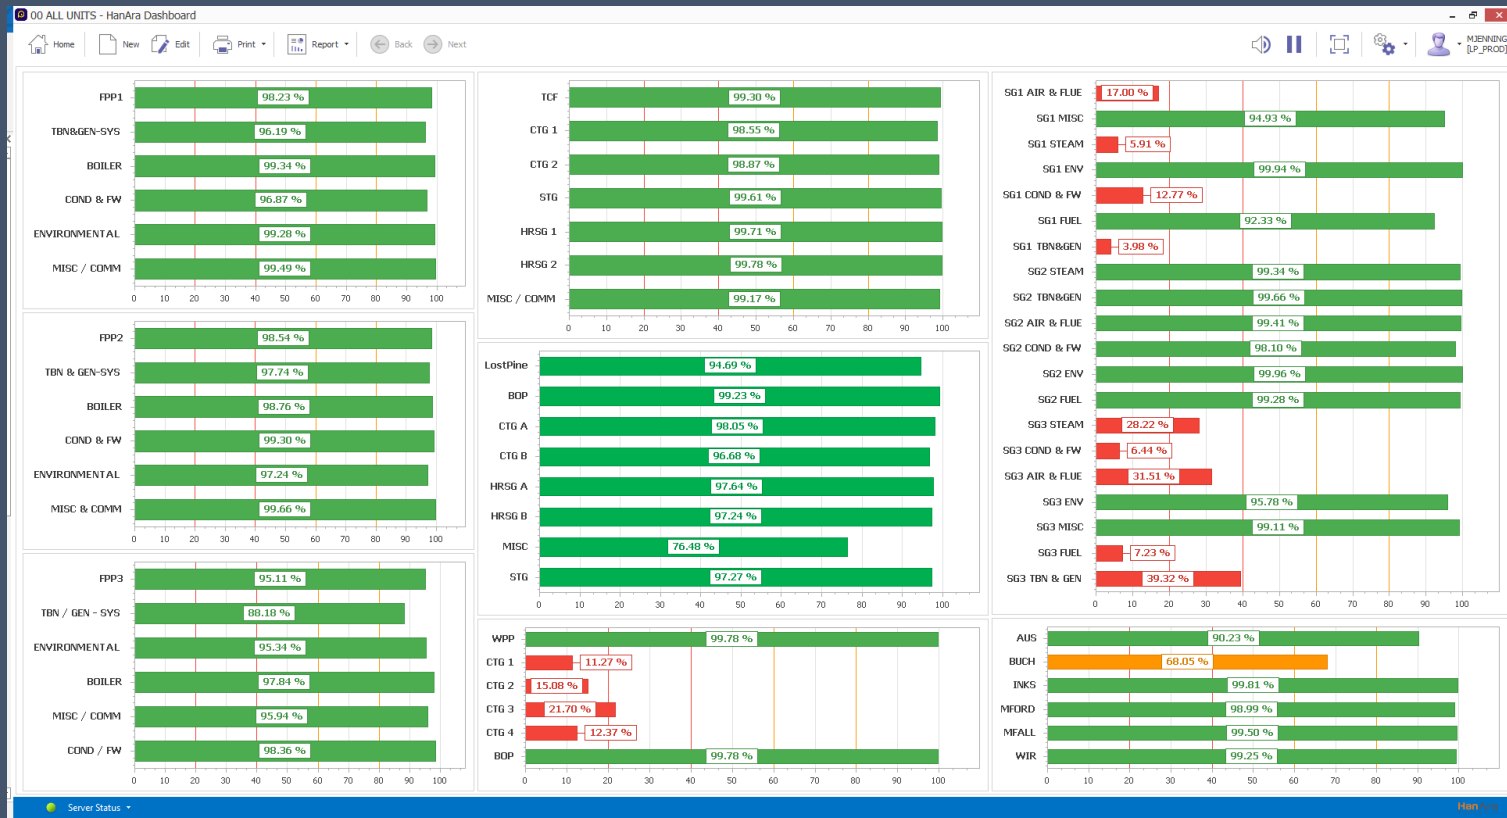 00 ALL UNITS - HanAra Dashboard
Home New Edit Print Report Back Next
MJENNING
[LP_PROD]
FPP1 98.23 %
TBN&GEN-SYS 96.19 %
BOILER 99.34 %
COND & FW 96.87 %
ENVIRONMENTAL 99.28 %
MISC / COMM 99.49 %
0 10 20 30 40 50 60 70 80 90 100
FPP2 98.54 %
TBN & GEN-SYS 97.74 %
BOILER 98.76 %
COND & FW 99.30 %
ENVIRONMENTAL 97.24 %
MISC & COMM 99.66 %
0 10 20 30 40 50 60 70 80 90 100
FPP3 95.11 %
TBN / GEN - SYS 88.18 %
ENVIRONMENTAL 95.34 %
BOILER 97.84 %
MISC / COMM 95.94 %
COND / FW 98.36 %
0 10 20 30 40 50 60 70 80 90 100
TCF 99.30 %
CTG 1 98.55 %
CTG 2 98.87 %
STG 99.61 %
HRSG 1 99.71 %
HRSG 2 99.78 %
MISC / COMM 99.17 %
0 10 20 30 40 50 60 70 80 90 100
LostPine 94.69 %
BOP 99.23 %
CTG A 98.05 %
CTG B 96.68 %
HRSG A 97.64 %
HRSG B 97.24 %
MISC 76.48 %
STG 97.27 %
0 10 20 30 40 50 60 70 80 90 100
WPP 99.78 %
CTG 1 11.27 %
CTG 2 15.08 %
CTG 3 21.70 %
CTG 4 12.37 %
BOP 99.78 %
0 10 20 30 40 50 60 70 80 90 100
SG1 AIR & FLUE 17.00 %
SG1 MISC 94.93 %
SG1 STEAM 5.91 %
SG1 ENV 99.94 %
SG1 COND & FW 12.77 %
SG1 FUEL 92.33 %
SG1 TBN&GEN 3.98 %
SG2 STEAM 99.34 %
SG2 TBN&GEN 99.66 %
SG2 AIR & FLUE 99.41 %
SG2 COND & FW 98.10 %
SG2 ENV 99.96 %
SG2 FUEL 99.28 %
SG3 STEAM 28.22 %
SG3 COND & FW 6.44 %
SG3 AIR & FLUE 31.51 %
SG3 ENV 95.78 %
SG3 MISC 99.11 %
SG3 FUEL 7.23 %
SG3 TBN & GEN 39.32 %
0 10 20 30 40 50 60 70 80 90 100
AUS 90.23 %
BUCH 68.05 %
INKS 99.81 %
MFORD 98.99 %
MFALL 99.50 %
WIR 99.25 %
0 10 20 30 40 50 60 70 80 90 100
Server Status
HanAra